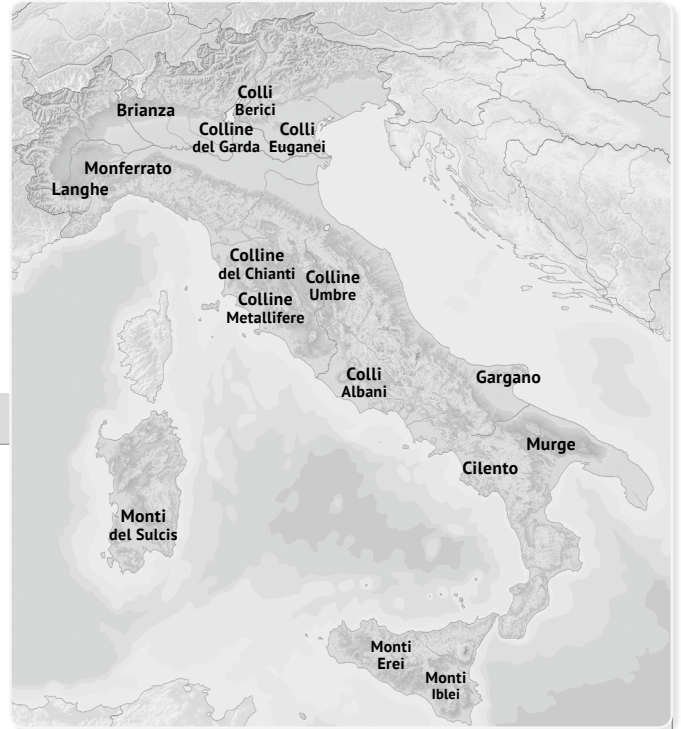 Colli
Berici
Brianza
Colline
del Garda
Colli
Euganei
Monferrato
Langhe
Colline
del Chianti
Colline
Umbre
Colline
Metallifere
Colli
Albani
Gargano
Murge
Cilento
Monti
del Sulcis
Monti
Erei
Monti
Iblei